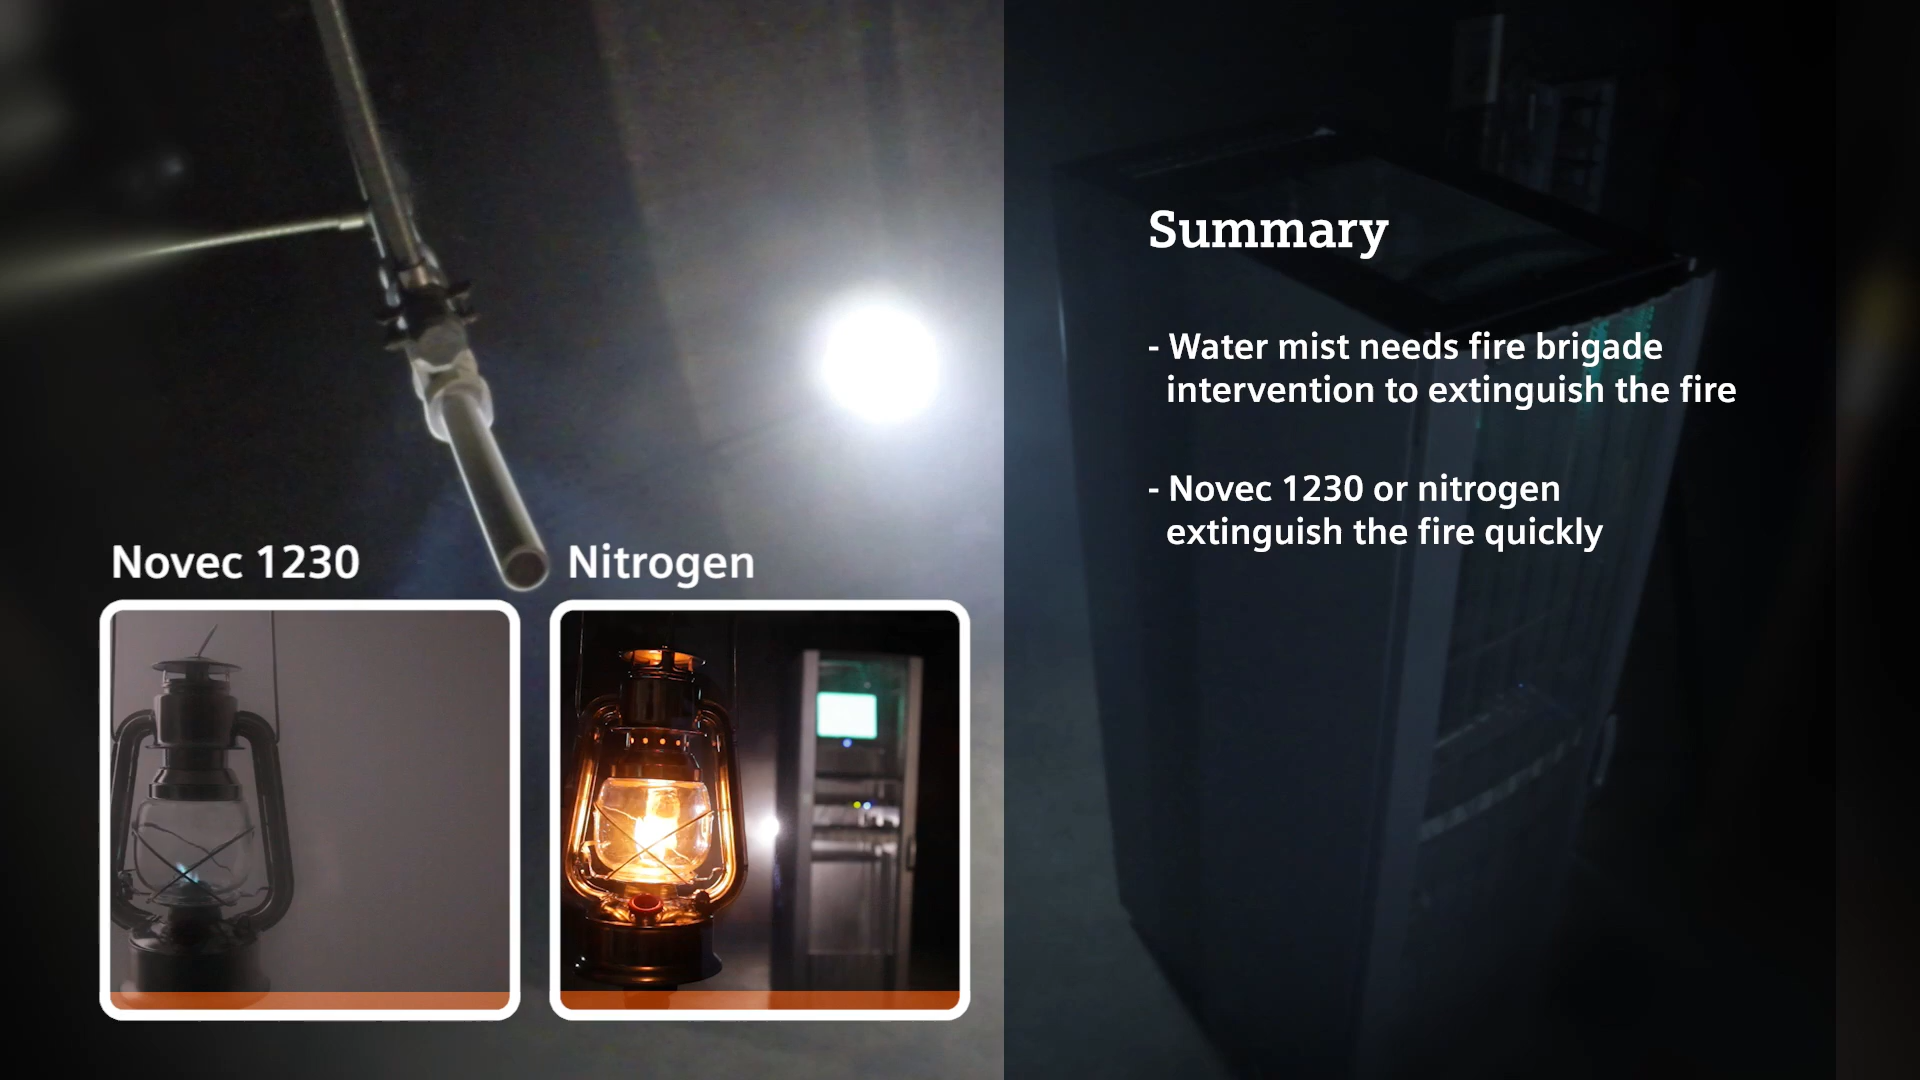 Summary
- Water mist needs fire brigade
intervention to extinguish the fire
- Novec 1230 or nitrogen
extinguish the fire quickly
Novec 1230
Nitrogen